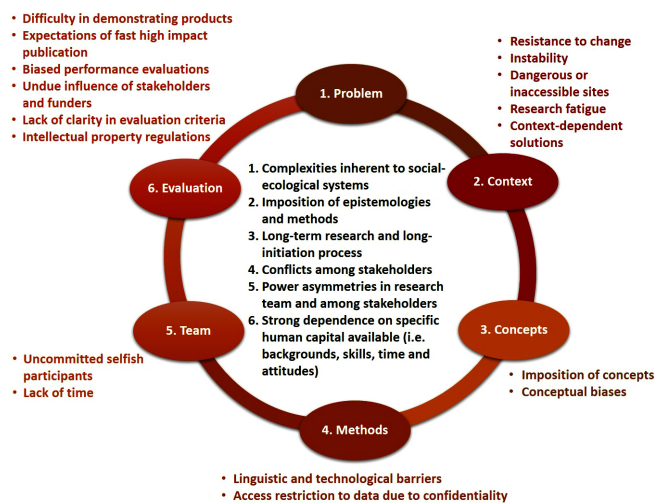 • Difficulty in demonstrating products
• Expectations of fast high impact
publication
• Biased performance evaluations
• Undue influence of stakeholders
and funders
• Lack of clarity in evaluation criteria
• Intellectual property regulations
1. Problem
• Resistance to change
• Instability
• Dangerous or
inaccessible sites
• Research fatigue
• Context-dependent
solutions
6. Evaluation
2. Context
1. Complexities inherent to social-
ecological systems
2. Imposition of epistemologies
and methods
3. Long-term research and long-
initiation process
4. Conflicts among stakeholders
5. Power asymmetries in research
team and among stakeholders
6. Strong dependence on specific
human capital available (i.e.
backgrounds, skills, time and
attitudes)
5. Team
3. Concepts
• Uncommitted selfish
participants
• Lack of time
• Imposition of concepts
• Conceptual biases
4. Methods
• Linguistic and technological barriers
• Access restriction to data due to confidentiality